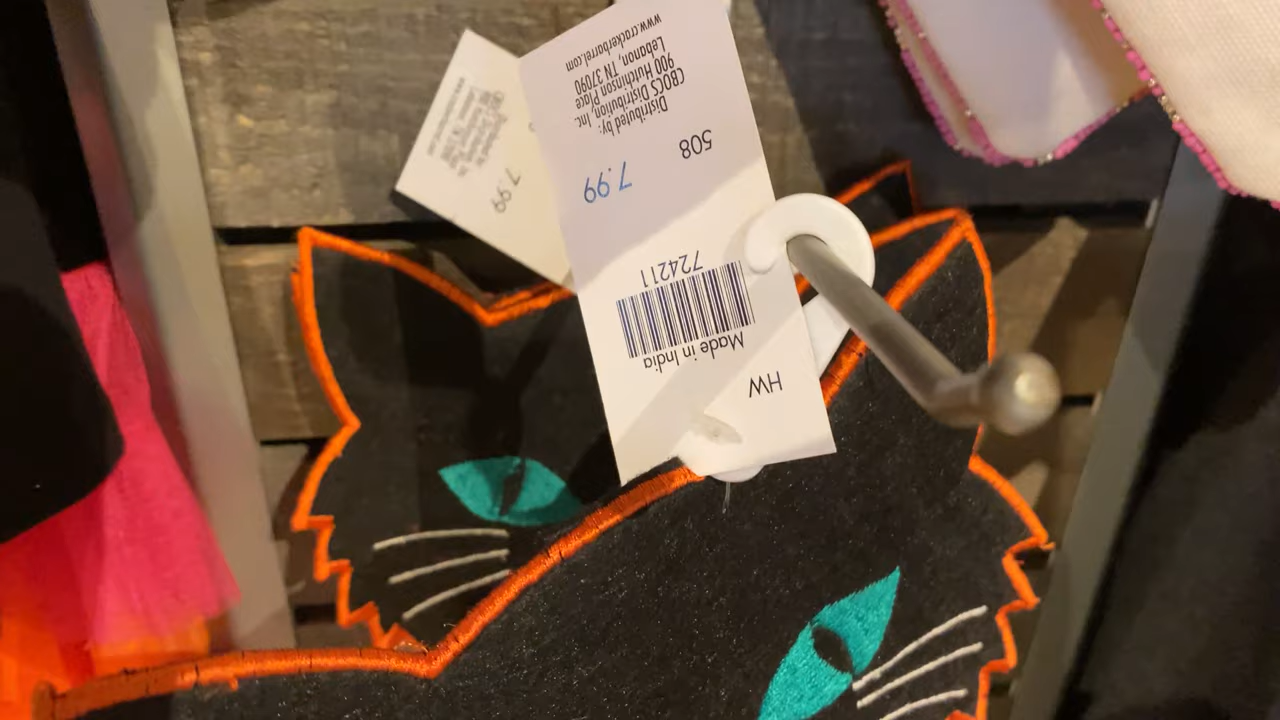 HW
Made in India
724211
7.99
508
Distributed by:
CBOCS Distribution, Inc
900 Hutchinson Place
Lebanon, TN 37090
www.crackerbarrel.com
7.99